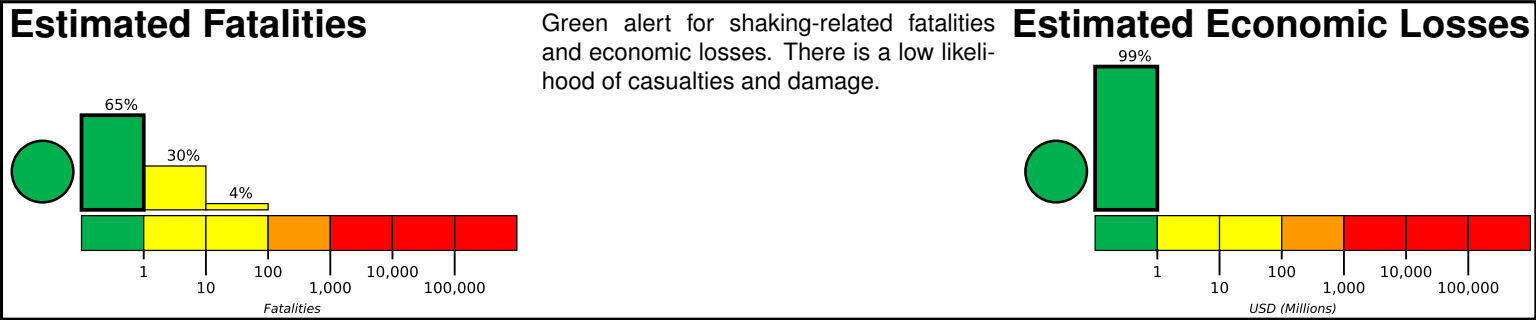 Estimated Fatalities
65%
30%
4%
1
10
100
1,000
10,000
100,000
Fatalities
Green alert for shaking-related fatalities
and economic losses. There is a low likeli-
hood of casualties and damage.
Estimated Economic Losses
99%
1
10
100
1,000
10,000
100,000
USD (Millions)